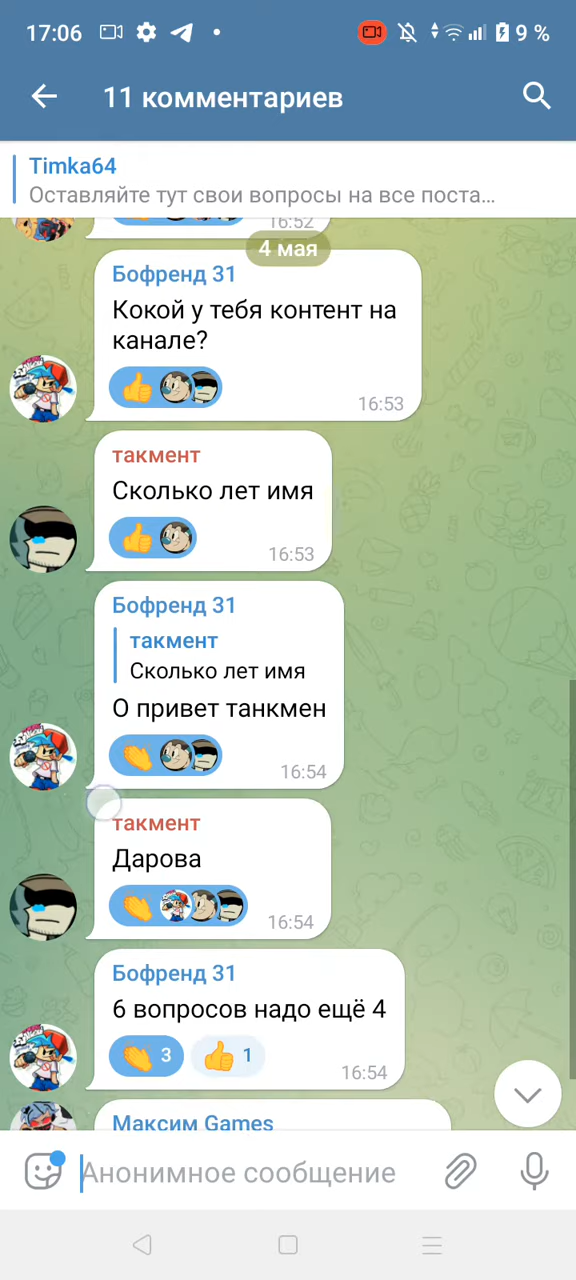 17:06
9 %
11 комментариев
Timka64
Оставляйте тут свои вопросы на все поста...
16:52
4 мая
Бофренд 31
Кокой у тебя контент на
канале?
16:53
такмент
Сколько лет имя
16:53
Бофренд 31
такмент
Сколько лет имя
О привет танкмен
16:54
такмент
Дарова
16:54
Бофренд 31
6 вопросов надо ещё 4
3
1
16:54
Максим Games
Анонимное сообщение